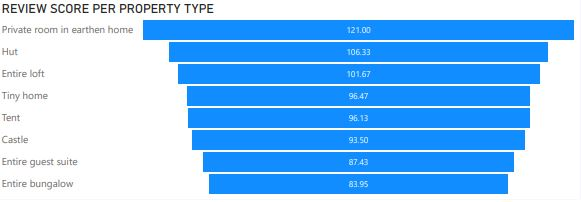 REVIEW SCORE PER PROPERTY TYPE
Private room in earthen home 121.00
Hut 106.33
Entire loft 101.67
Tiny home 96.47
Tent 96.13
Castle 93.50
Entire guest suite 87.43
Entire bungalow 83.95